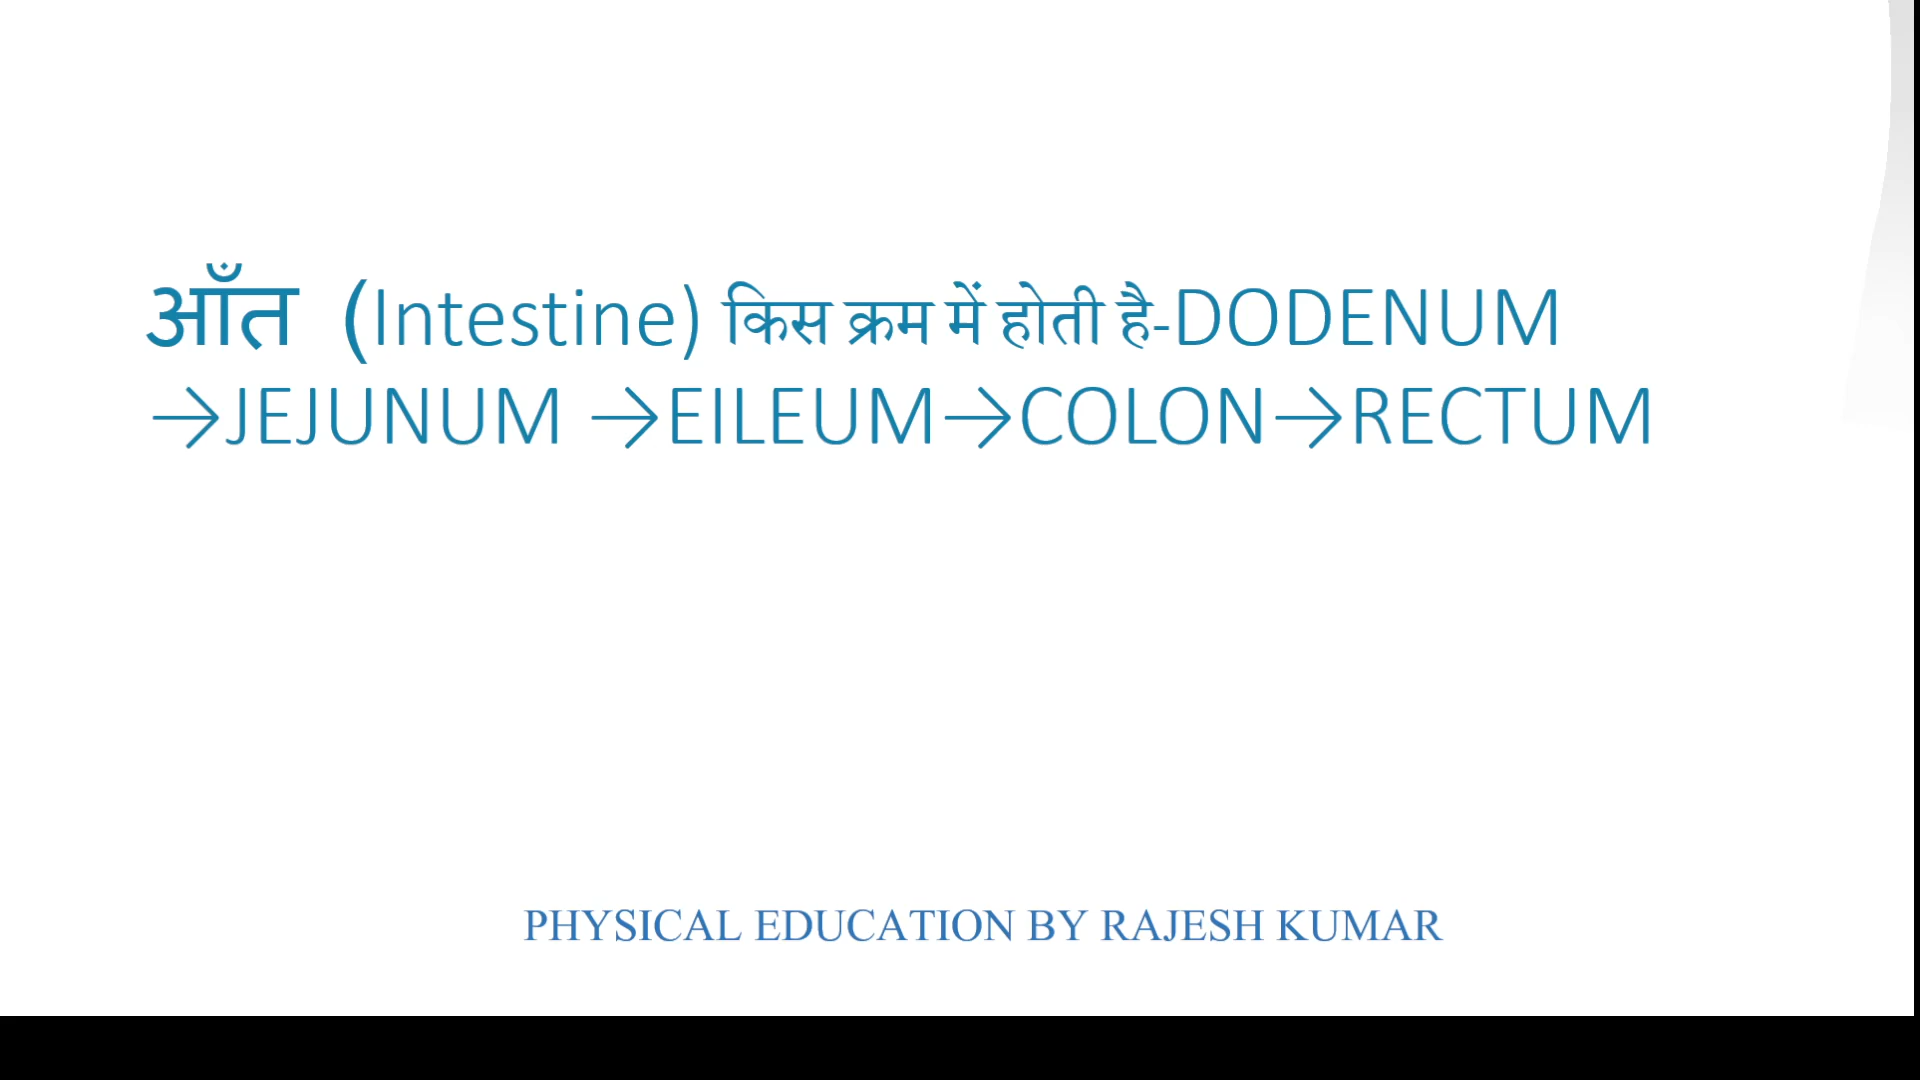 आँत (Intestine) किस क्रम में होती है-DODENUM
→JEJUNUM →EILEUM→COLON→RECTUM
PHYSICAL EDUCATION BY RAJESH KUMAR